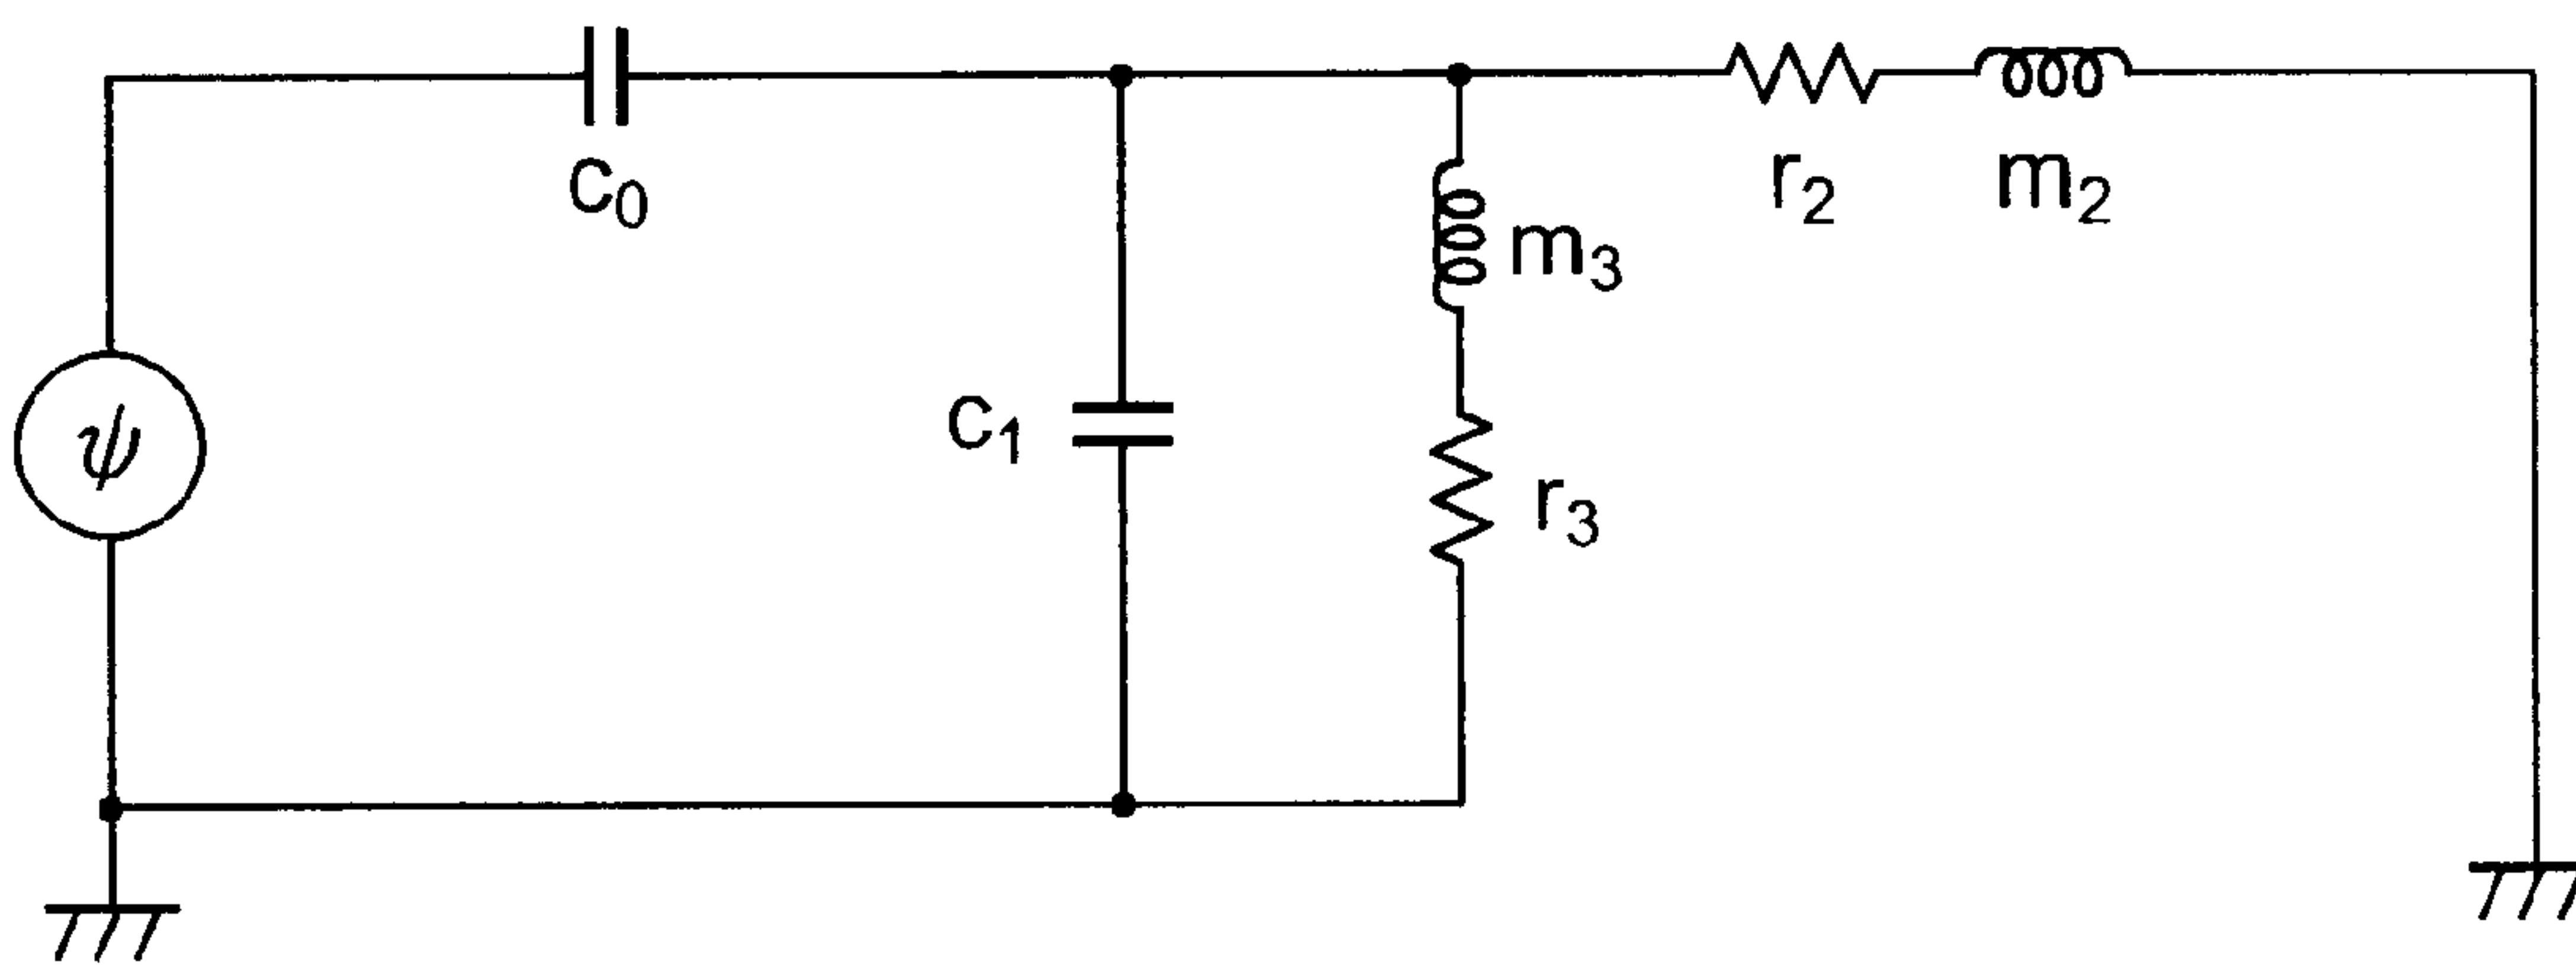 c₀
r₂
m₂
m₃
c₁
ψ
r₃